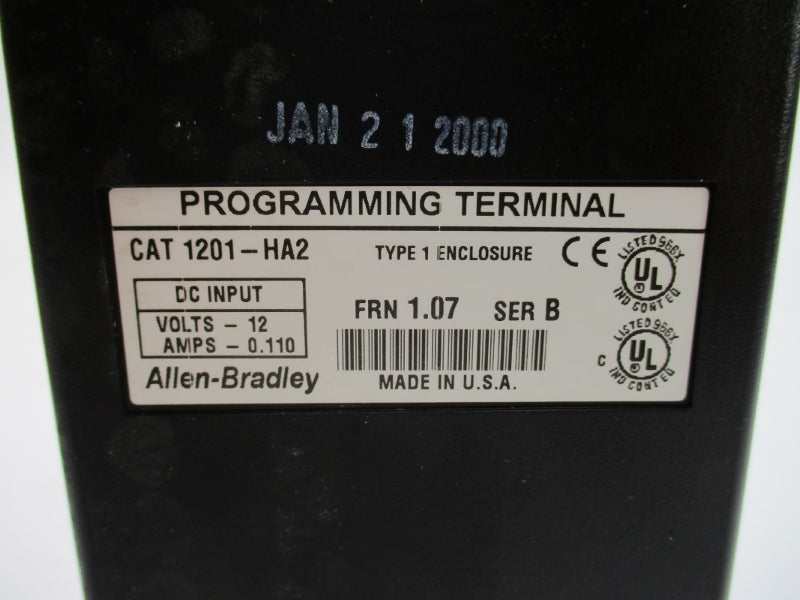 JAN 2 1 2000
PROGRAMMING TERMINAL
CAT 1201-HA2 TYPE 1 ENCLOSURE CE
LISTED 966X
UL
IND CONT EQ
DC INPUT
VOLTS - 12
AMPS - 0.110
FRN 1.07 SER B
Allen-Bradley
MADE IN U.S.A.
LISTED 966X
C UL
IND CONT EQ